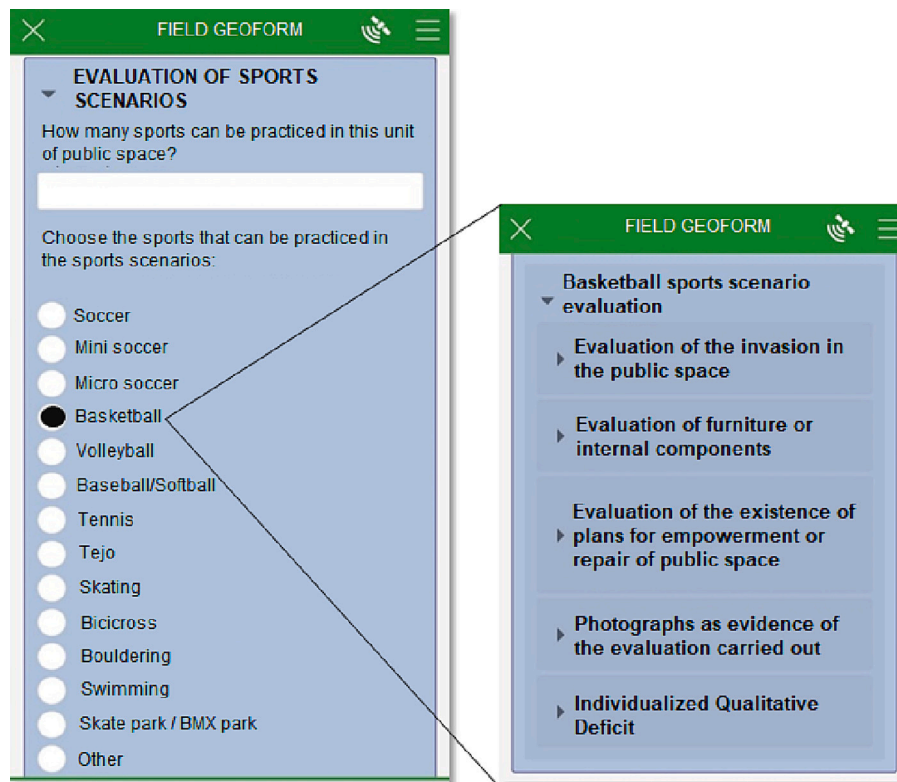 FIELD GEOFORM
EVALUATION OF SPORTS
SCENARIOS
How many sports can be practiced in this unit
of public space?
Choose the sports that can be practiced in
the sports scenarios:
Soccer
Mini soccer
Micro soccer
Basketball
Volleyball
Baseball/Softball
Tennis
Tejo
Skating
Bicicross
Bouldering
Swimming
Skate park / BMX park
Other
FIELD GEOFORM
Basketball sports scenario
evaluation
Evaluation of the invasion in
the public space
Evaluation of furniture or
internal components
Evaluation of the existence of
plans for empowerment or
repair of public space
Photographs as evidence of
the evaluation carried out
Individualized Qualitative
Deficit